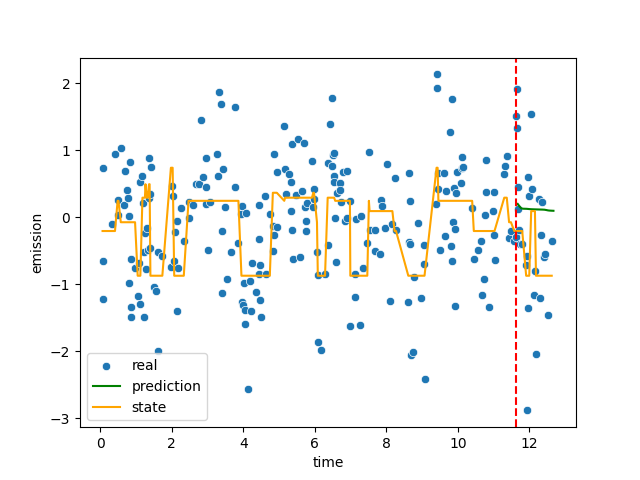 2
1
0
−1
−2
−3
emission
real
prediction
state
0 2 4 6 8 10 12
time